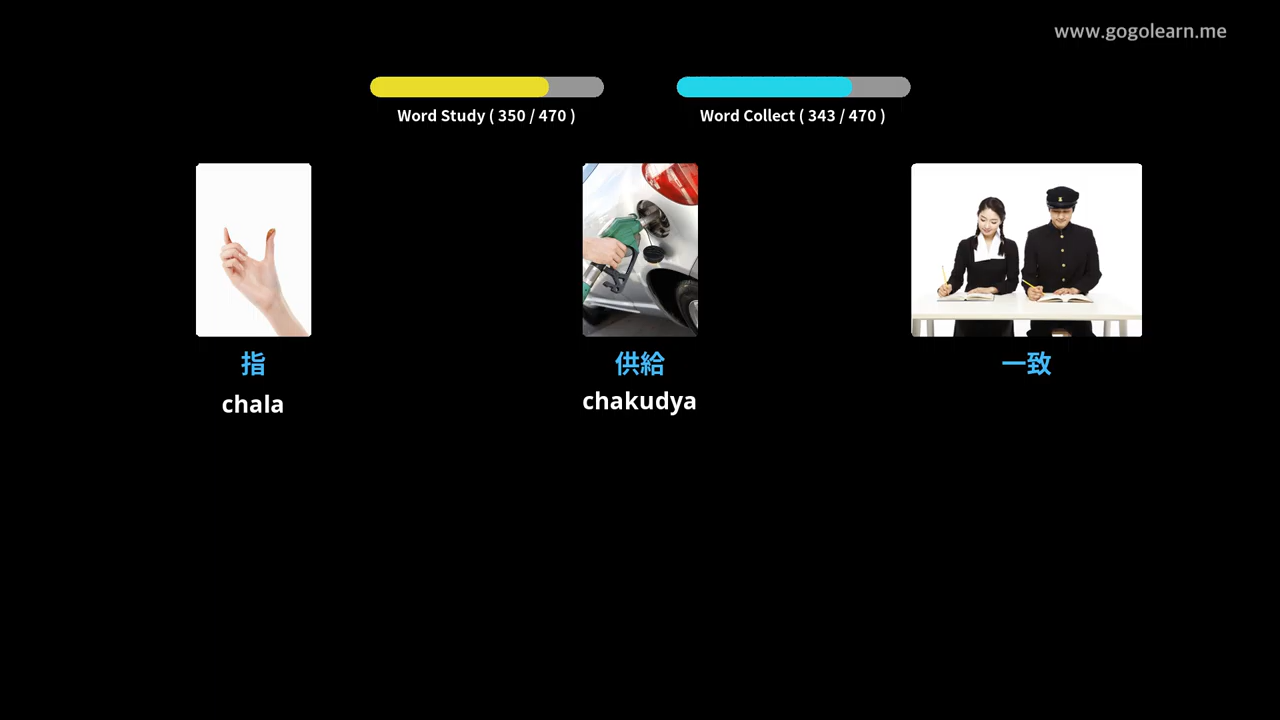 www.gogolearn.me
Word Study ( 350 / 470 )
Word Collect ( 343 / 470 )
指
chala
供給
chakudya
一致